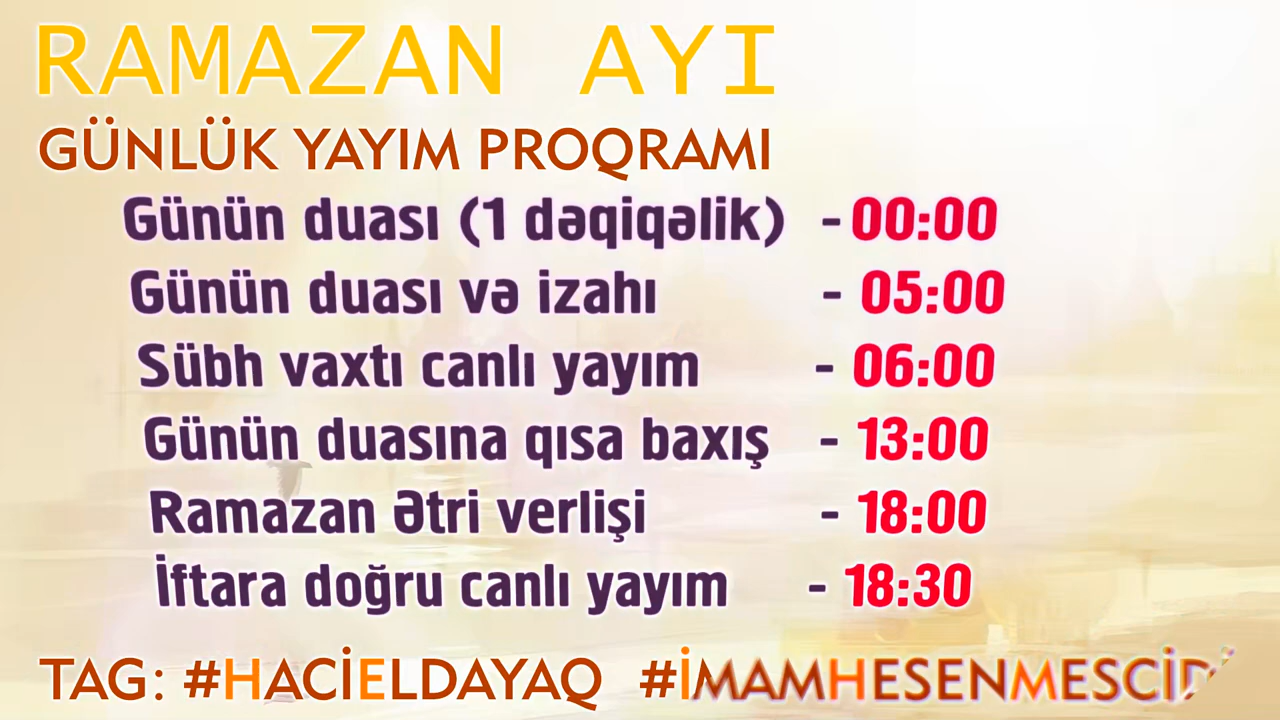 RAMAZAN AYI
GÜNLÜK YAYIM PROQRAMI
Günün duası (1 dəqiqəlik) - 00:00
Günün duası və izahı - 05:00
Sübh vaxtı canlı yayım - 06:00
Günün duasına qısa baxış - 13:00
Ramazan Ətri verlişi - 18:00
İftara doğru canlı yayım - 18:30
TAG: #HACİELDAYAQ #İMAMHESENMESCİDİ